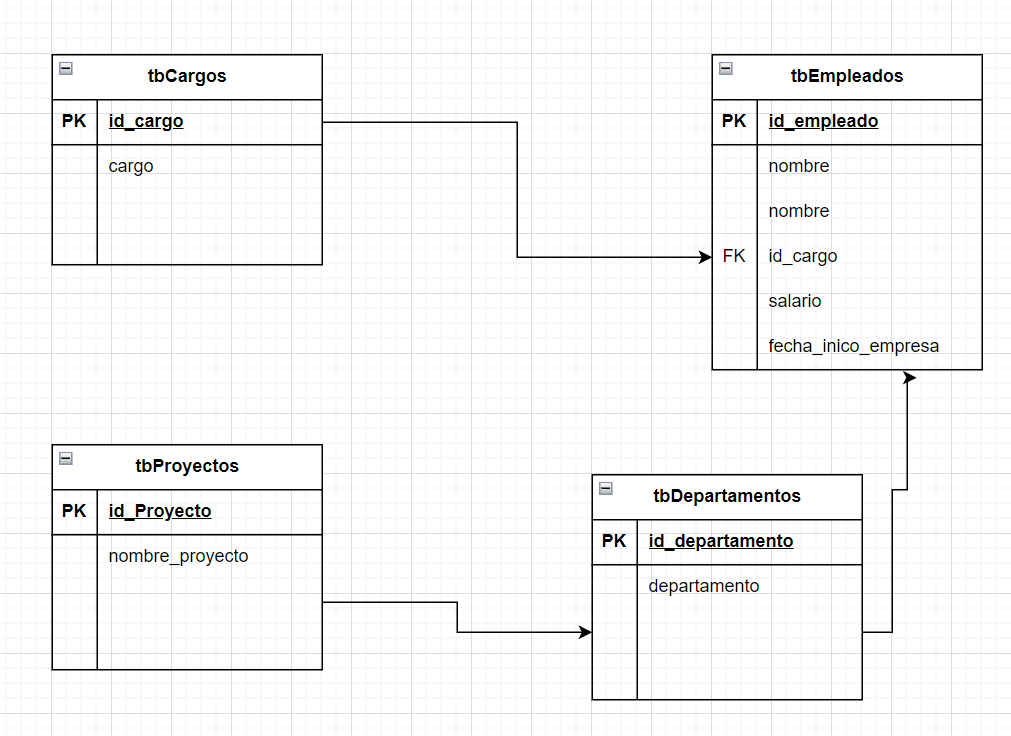 tbCargos
PK id_cargo
cargo
tbEmpleados
PK id_empleado
nombre
nombre
FK id_cargo
salario
fecha_inico_empresa
tbProyectos
PK id_Proyecto
nombre_proyecto
tbDepartamentos
PK id_departamento
departamento